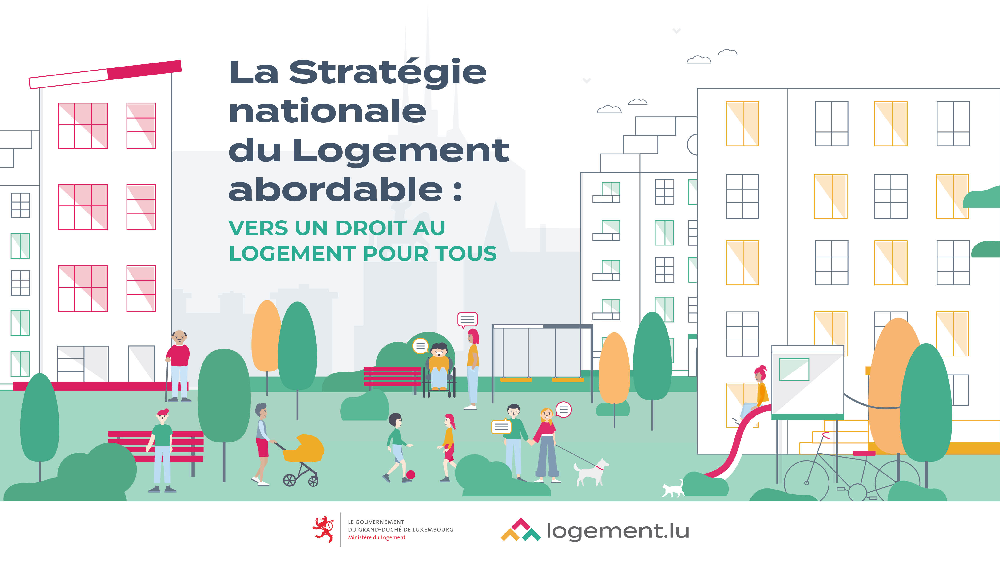 La Stratégie
nationale
du Logement
abordable :
VERS UN DROIT AU
LOGEMENT POUR TOUS
LE GOUVERNEMENT
DU GRAND-DUCHÉ DE LUXEMBOURG
Ministère du Logement
logement.lu